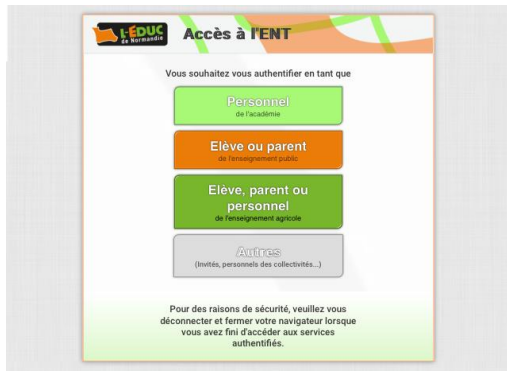 L'EDUC
de Normandie
Accès à l'ENT
Vous souhaitez vous authentifier en tant que
Personnel
de l'académie
Elève ou parent
de l'enseignement public
Elève, parent ou
personnel
de l'enseignement agricole
Autres
(Invités, personnels des collectivités...)
Pour des raisons de sécurité, veuillez vous
déconnecter et fermer votre navigateur lorsque
vous avez fini d'accéder aux services
authentifiés.